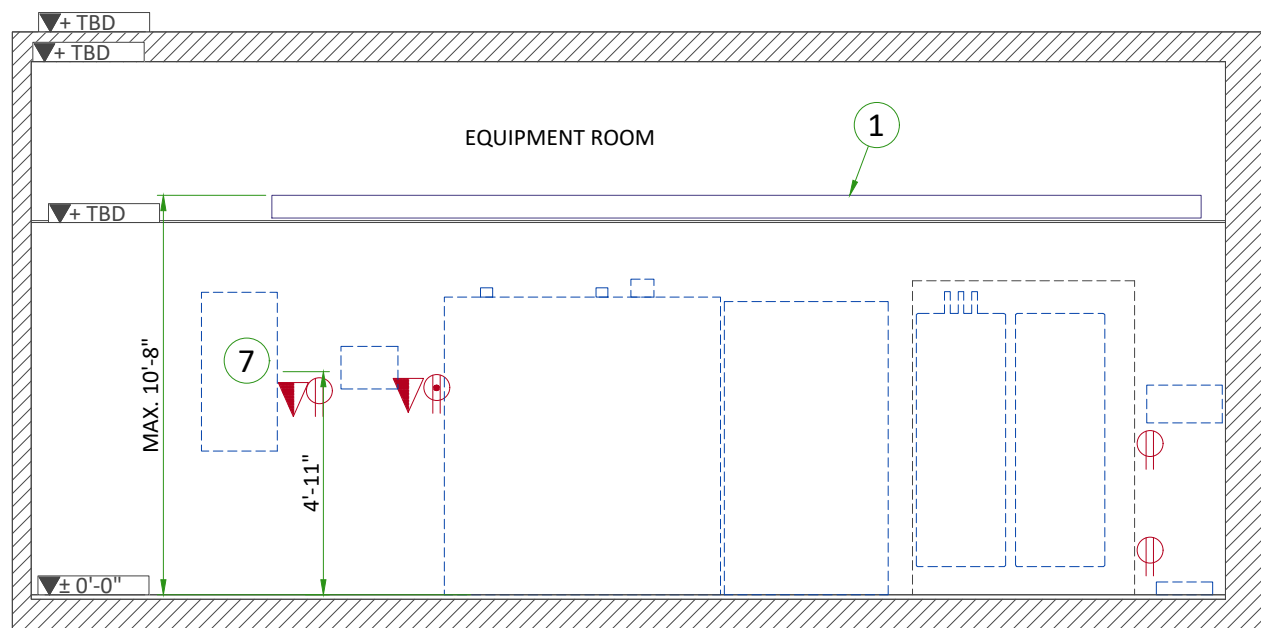 + TBD
+ TBD
EQUIPMENT ROOM
1
+ TBD
7
MAX. 10'-8"
4'-11"
± 0'-0"